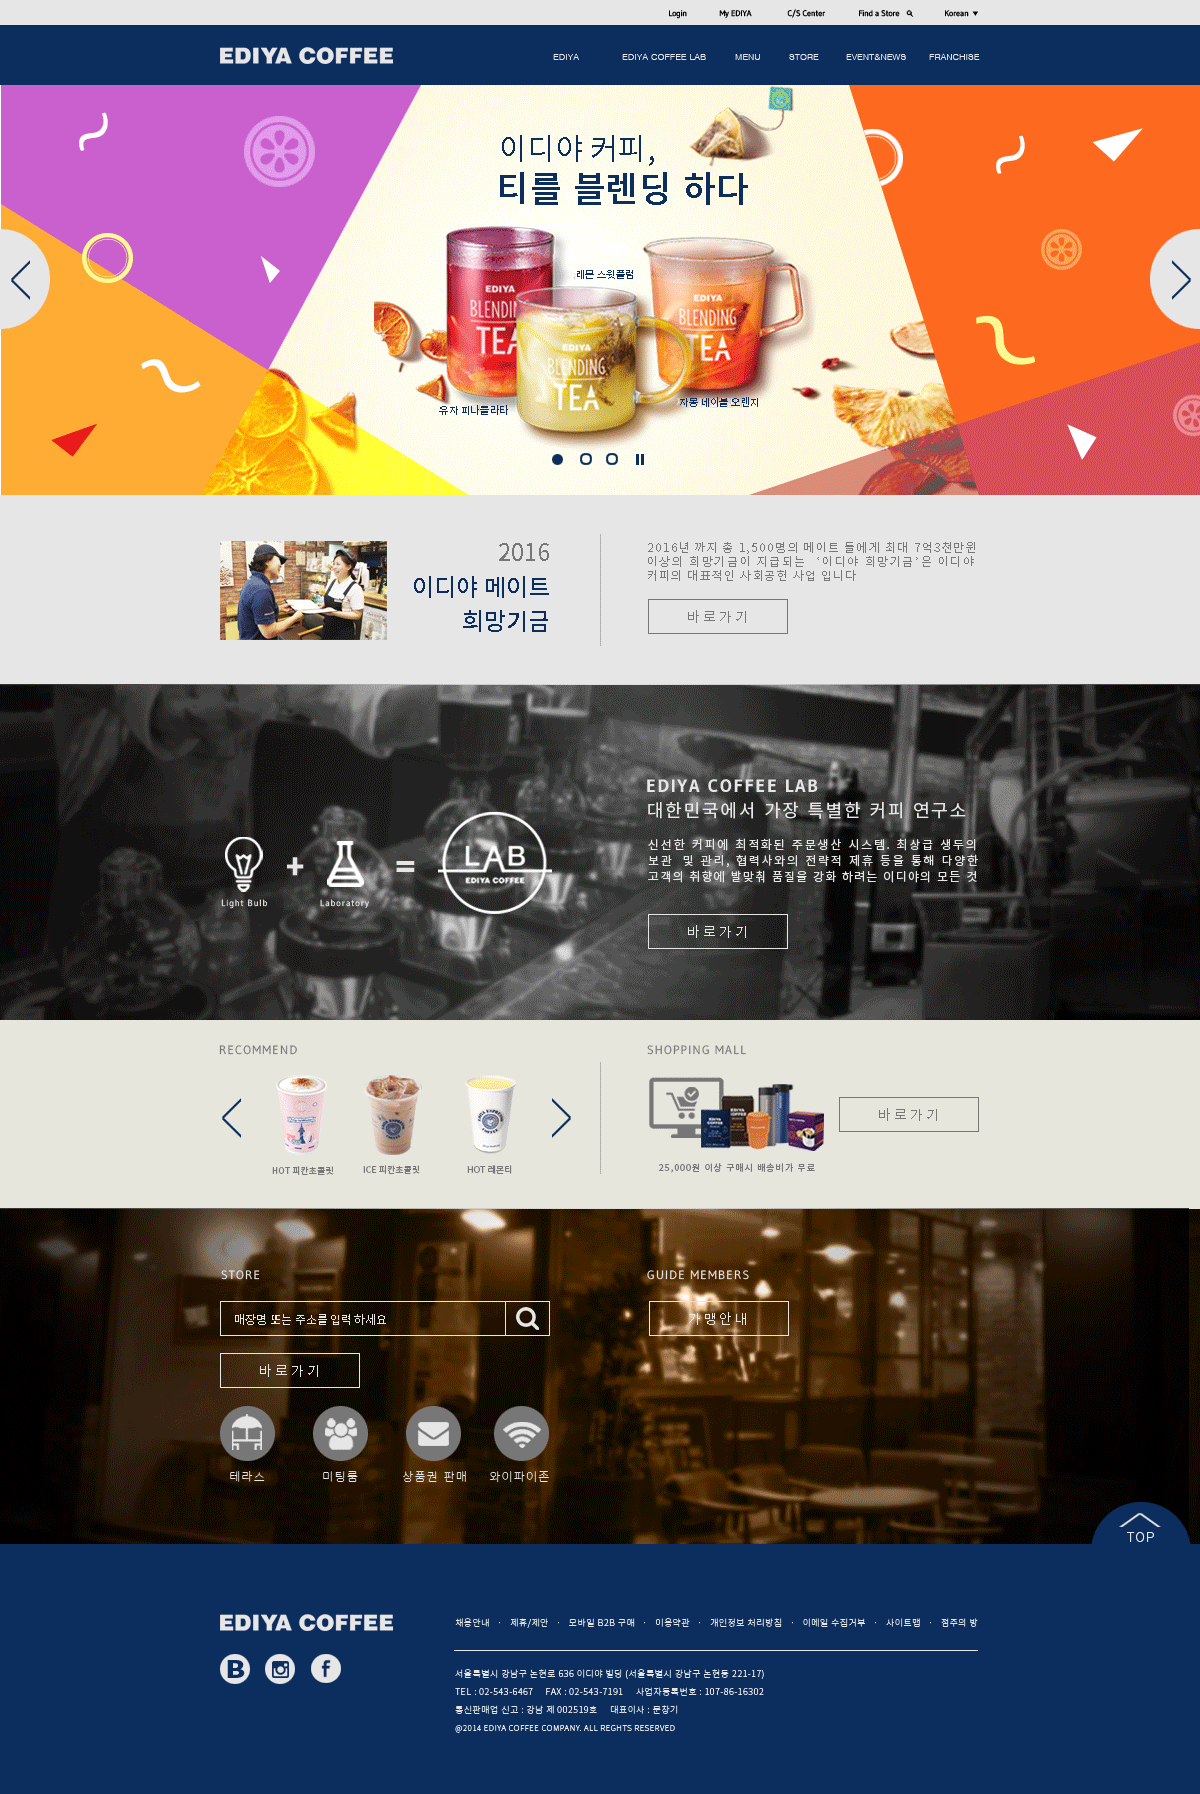 Login My EDIYA C/S Center Find a Store Korean
EDIYA COFFEE
EDIYA EDIYA COFFEE LAB MENU STORE EVENT&NEWS FRANCHISE
이디야 커피,
티를 블렌딩 하다
레몬 스윗플럼
EDIYA
BLENDING
TEA
EDIYA
BLENDING
TEA
EDIYA
BLENDING
TEA
유자 피나콜라타
자몽 네이블 오렌지
2016
이디야 메이트
희망기금
2016년 까지 총 1,500명의 메이트 들에게 최대 7억3천만원
이상의 희망기금이 지급되는 '이디야 희망기금'은 이디야
커피의 대표적인 사회공헌 사업 입니다
바로가기
EDIYA COFFEE LAB
대한민국에서 가장 특별한 커피 연구소
신선한 커피에 최적화된 주문생산 시스템. 최상급 생두의
보관 및 관리, 협력사와의 전략적 제휴 등을 통해 다양한
고객의 취향에 발맞춰 품질을 강화 하려는 이디야의 모든 것
바로가기
Light Bulb + Laboratory =
LAB
EDIYA COFFEE
RECOMMEND
HOT 피칸초콜릿 ICE 피칸초콜릿 HOT 레몬티
SHOPPING MALL
바로가기
25,000원 이상 구매시 배송비가 무료
STORE
매장명 또는 주소를 입력 하세요
바로가기
테라스 미팅룸 상품권 판매 와이파이존
GUIDE MEMBERS
가맹안내
TOP
EDIYA COFFEE
채용안내 · 제휴/제안 · 모바일 B2B 구매 · 이용약관 · 개인정보 처리방침 · 이메일 수집거부 · 사이트맵 · 점주의 방
서울특별시 강남구 논현로 636 이디야 빌딩 (서울특별시 강남구 논현동 221-17)
TEL : 02-543-6467 FAX : 02-543-7191 사업자등록번호 : 107-86-16302
통신판매업 신고 : 강남 제 002519호 대표이사 : 문창기
@2014 EDIYA COFFEE COMPANY. ALL REGHTS RESERVED